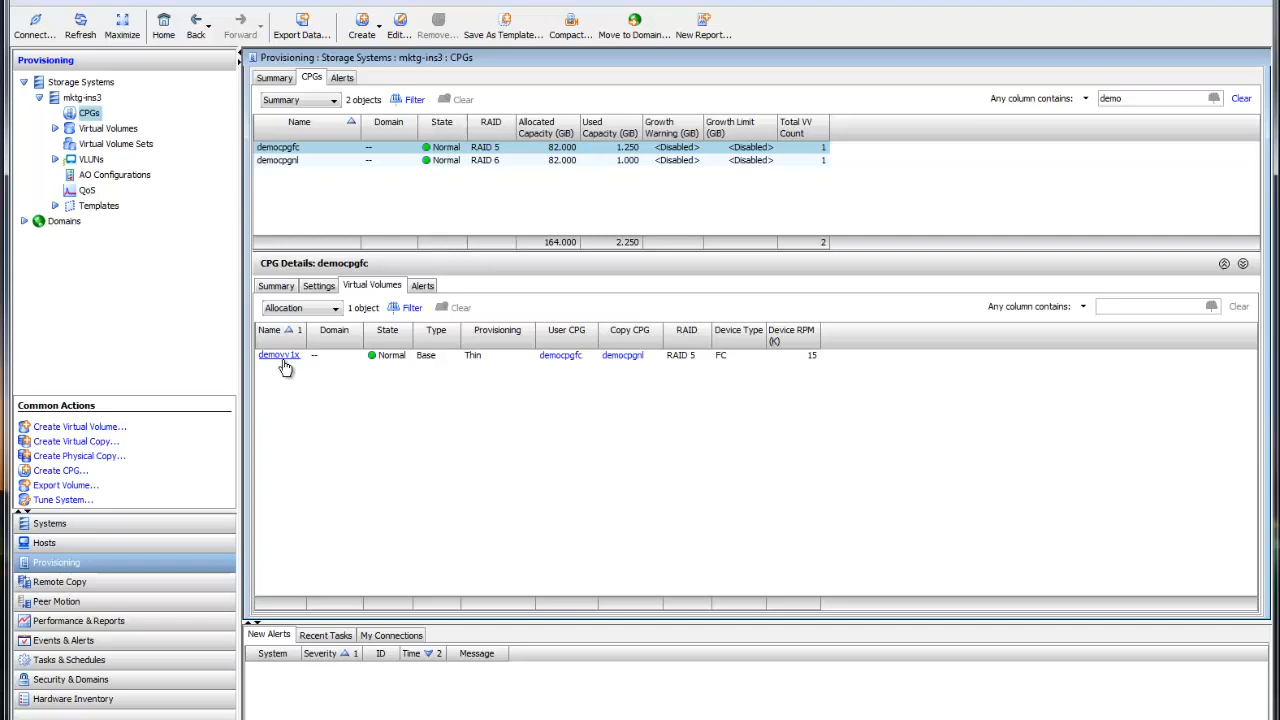 Connect... Refresh Maximize Home Back Forward Export Data... Create Edit... Remove... Save As Template... Compact... Move to Domain... New Report...
Provisioning
Storage Systems
mktg-ins3
CPGs
Virtual Volumes
Virtual Volume Sets
VLUNs
AO Configurations
QoS
Templates
Domains
Common Actions
Create Virtual Volume...
Create Virtual Copy...
Create Physical Copy...
Create CPG...
Export Volume...
Tune System...
Systems
Hosts
Provisioning
Remote Copy
Peer Motion
Performance & Reports
Events & Alerts
Tasks & Schedules
Security & Domains
Hardware Inventory
Provisioning : Storage Systems : mktg-ins3 : CPGs
Summary CPGs Alerts
Summary 2 objects Filter Clear Any column contains: demo Clear
Name Domain State RAID Allocated Capacity (GB) Used Capacity (GB) Growth Warning (GB) Growth Limit (GB) Total VV Count
democpgfc -- Normal RAID 5 82.000 1.250 <Disabled> <Disabled> 1
democpgnl -- Normal RAID 6 82.000 1.000 <Disabled> <Disabled> 1
164.000 2.250 2
CPG Details: democpgfc
Summary Settings Virtual Volumes Alerts
Allocation 1 object Filter Clear Any column contains: Clear
Name 1 Domain State Type Provisioning User CPG Copy CPG RAID Device Type Device RPM (K)
demovv1x -- Normal Base Thin democpgfc democpgnl RAID 5 FC 15
New Alerts Recent Tasks My Connections
System Severity 1 ID Time 2 Message